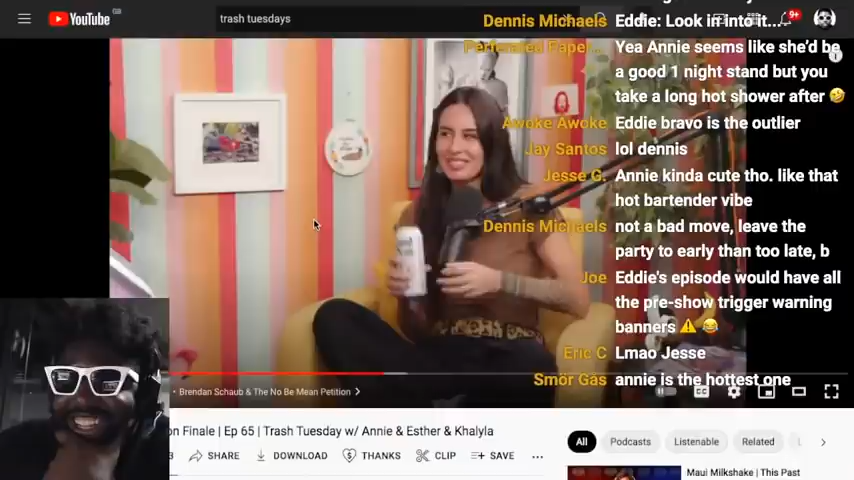 YouTube
GB
trash tuesdays
9+
Dennis Michaels Eddie: Look in into it....
Perforated Paper... Yea Annie seems like she'd be
a good 1 night stand but you
take a long hot shower after 🤣
Awoke Awoke Eddie bravo is the outlier
Jay Santos lol dennis
Jesse G. Annie kinda cute tho. like that
hot bartender vibe
Dennis Michaels not a bad move, leave the
party to early than too late, b
Joe Eddie's episode would have all
the pre-show trigger warning
banners ⚠️ 😂
Eric C Lmao Jesse
Smör Gås annie is the hottest one
• Brendan Schaub & The No Be Mean Petition
on Finale | Ep 65 | Trash Tuesday w/ Annie & Esther & Khalyla
SHARE DOWNLOAD THANKS CLIP SAVE ...
All Podcasts Listenable Related
Maui Milkshake | This Past